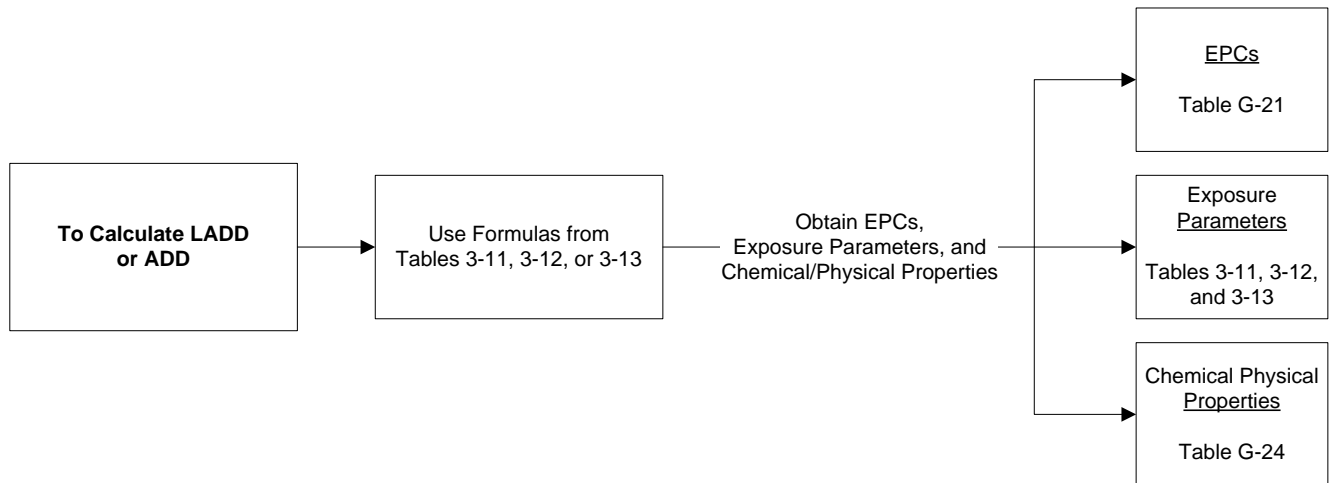 To Calculate LADD
or ADD
Use Formulas from
Tables 3-11, 3-12, or 3-13
Obtain EPCs,
Exposure Parameters, and
Chemical/Physical Properties
EPCs
Table G-21
Exposure
Parameters
Tables 3-11, 3-12,
and 3-13
Chemical Physical
Properties
Table G-24